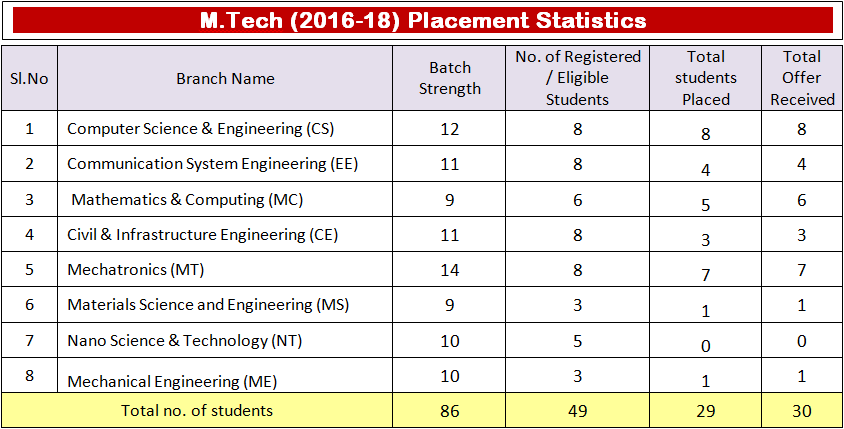 M.Tech (2016-18) Placement Statistics
Sl.No Branch Name Batch Strength No. of Registered / Eligible Students Total students Placed Total Offer Received
1 Computer Science & Engineering (CS) 12 8 8 8
2 Communication System Engineering (EE) 11 8 4 4
3 Mathematics & Computing (MC) 9 6 5 6
4 Civil & Infrastructure Engineering (CE) 11 8 3 3
5 Mechatronics (MT) 14 8 7 7
6 Materials Science and Engineering (MS) 9 3 1 1
7 Nano Science & Technology (NT) 10 5 0 0
8 Mechanical Engineering (ME) 10 3 1 1
Total no. of students 86 49 29 30